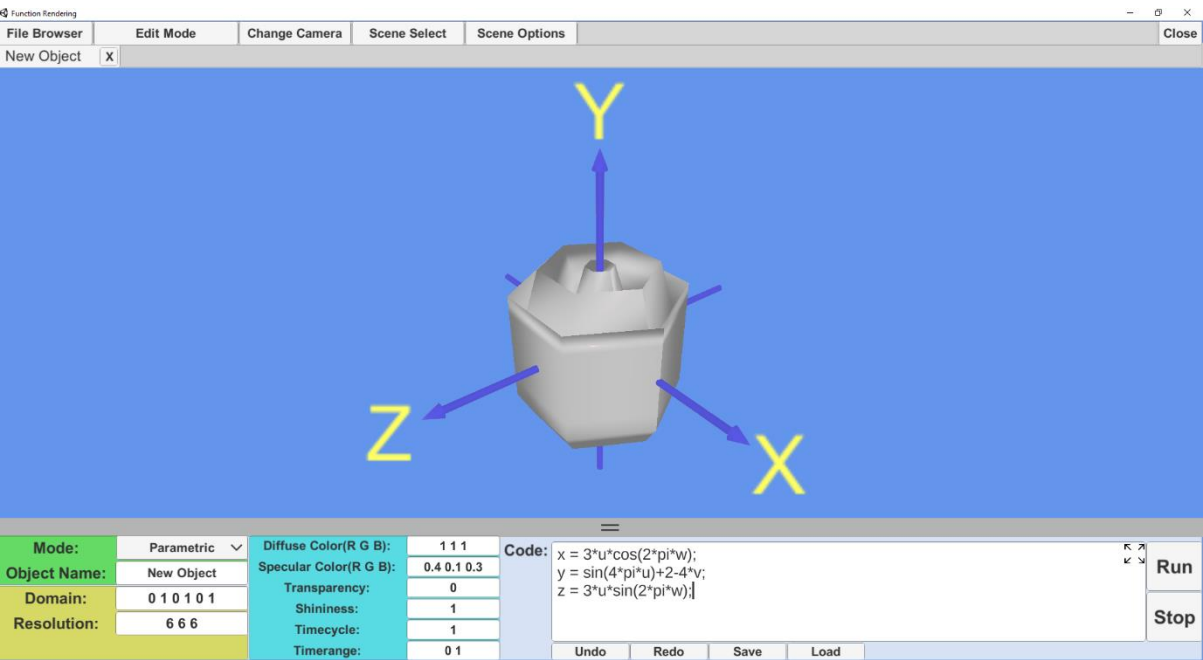 Function Rendering
File Browser Edit Mode Change Camera Scene Select Scene Options Close
New Object X
Y
Z
X
Mode: Parametric
Object Name: New Object
Domain: 0 1 0 1 0 1
Resolution: 6 6 6
Diffuse Color(R G B): 1 1 1
Specular Color(R G B): 0.4 0.1 0.3
Transparency: 0
Shininess: 1
Timecycle: 1
Timerange: 0 1
Code:
x = 3*u*cos(2*pi*w);
y = sin(4*pi*u)+2-4*v;
z = 3*u*sin(2*pi*w);
Undo Redo Save Load
Run
Stop